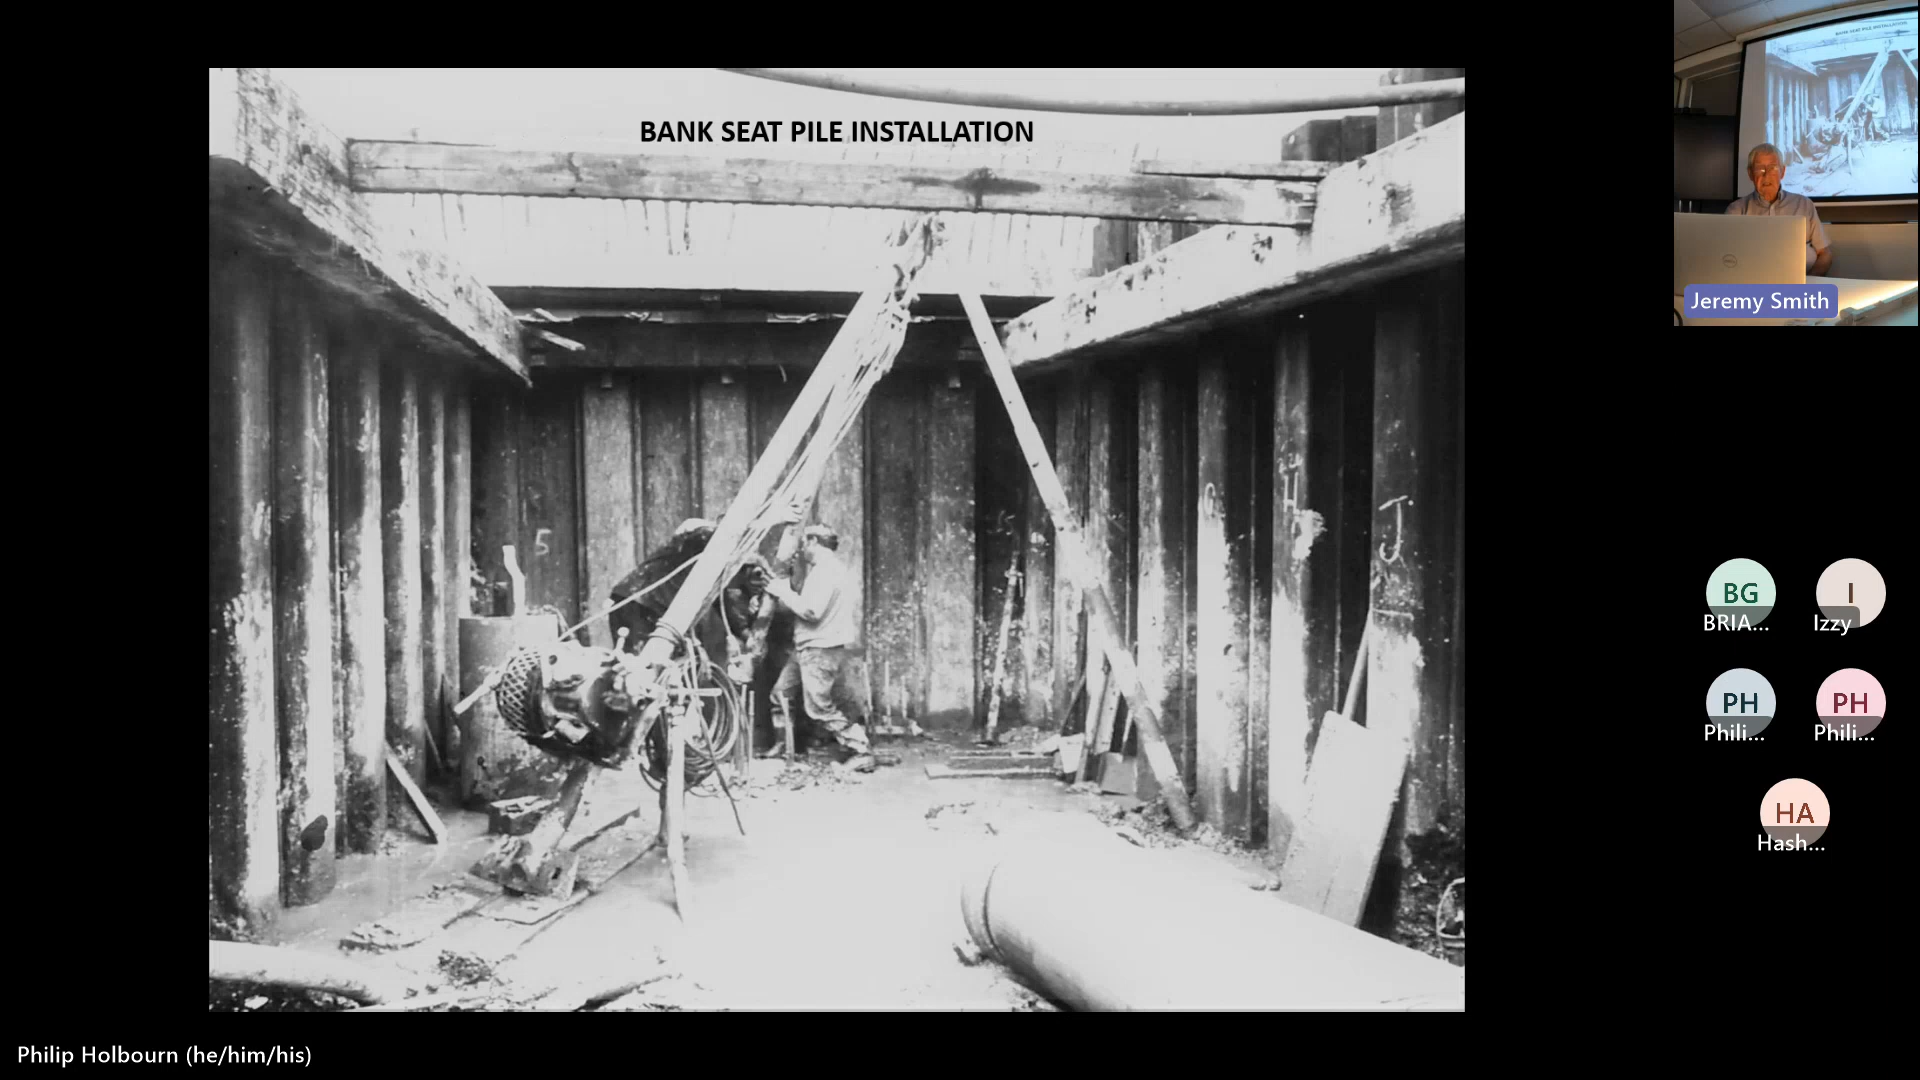 BANK SEAT PILE INSTALLATION
5
G
H
J
Jeremy Smith
BG
BRIA...
I
Izzy
PH
Phili...
PH
Phili...
HA
Hash...
Philip Holbourn (he/him/his)